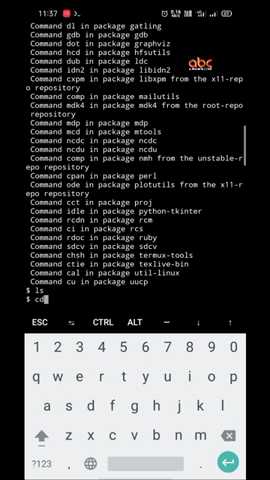 11:37
Command dl in package gatling
Command gdb in package gdb
Command dot in package graphviz
Command hcd in package hfsutils
Command dub in package ldc
abc
Command idn2 in package libidn2
Command cxpm in package libxpm from the x11-rep
o repository
Command comp in package mailutils
Command mdk4 in package mdk4 from the root-repo
repository
Command mdp in package mdp
Command mcd in package mtools
Command ncdc in package ncdc
Command ncdu in package ncdu
Command comp in package nmh from the unstable-r
epo repository
Command cpan in package perl
Command ode in package plotutils from the x11-r
epo repository
Command cct in package proj
Command idle in package python-tkinter
Command rcdn in package rcm
Command ci in package rcs
Command rdoc in package ruby
Command sdcv in package sdcv
Command chsh in package termux-tools
Command ctie in package texlive-bin
Command cal in package util-linux
Command cu in package uucp
$ ls
$ cd
ESC CTRL ALT — ↓ ↑
1 2 3 4 5 6 7 8 9 0
q w e r t y u i o p
a s d f g h j k l
z x c v b n m
?123 , .